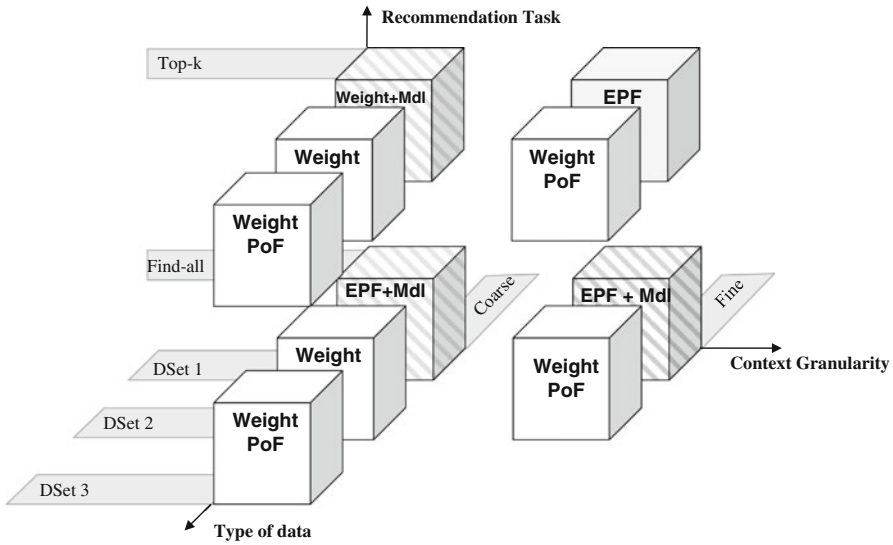 Recommendation Task
Top-k
Weight+Mdl
EPF
Weight
Weight
PoF
Weight
PoF
Find-all
EPF+Mdl
Coarse
EPF + Mdl
Fine
Weight
Weight
PoF
Context Granularity
DSet 1
DSet 2
Weight
PoF
DSet 3
Type of data